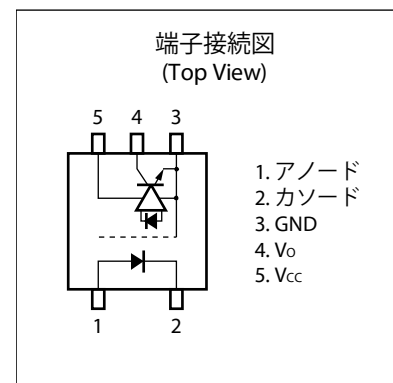 端子接続図
(Top View)
5 4 3
1. アノード
2. カソード
3. GND
4. Vo
5. Vcc
1 2